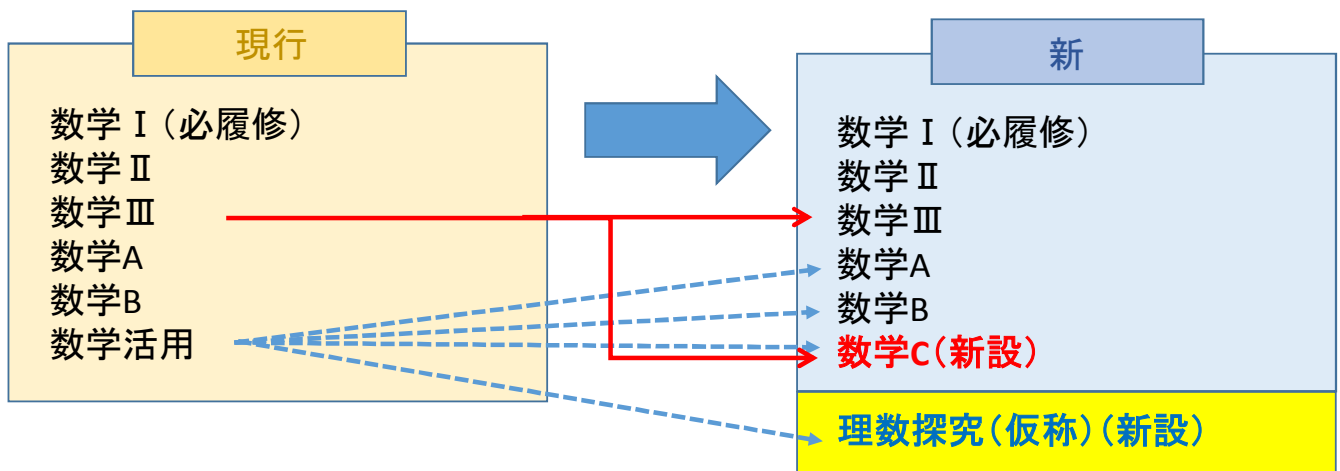 現行
数学Ⅰ(必履修)
数学Ⅱ
数学Ⅲ
数学A
数学B
数学活用
新
数学Ⅰ(必履修)
数学Ⅱ
数学Ⅲ
数学A
数学B
数学C(新設)
理数探究(仮称)(新設)